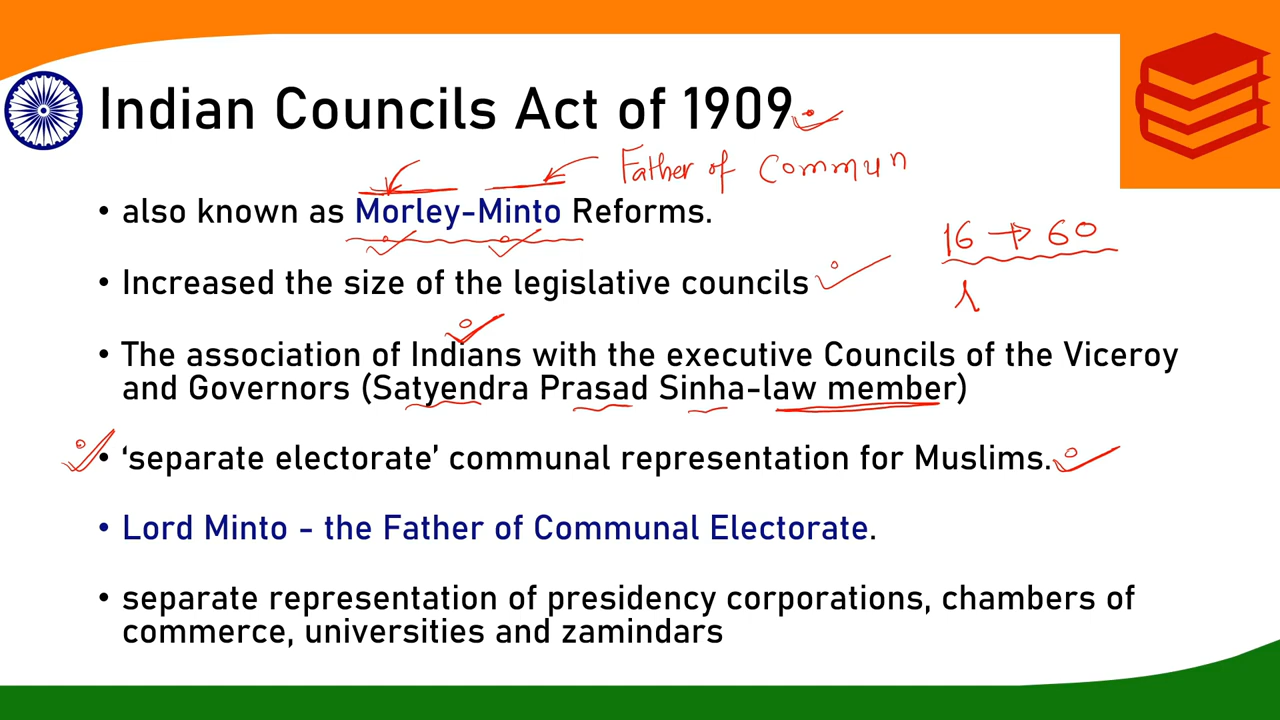 Indian Councils Act of 1909
Father of Commun
• also known as Morley-Minto Reforms.
16 → 60
• Increased the size of the legislative councils
• The association of Indians with the executive Councils of the Viceroy
and Governors (Satyendra Prasad Sinha-law member)
• ‘separate electorate’ communal representation for Muslims.
• Lord Minto - the Father of Communal Electorate.
• separate representation of presidency corporations, chambers of
commerce, universities and zamindars